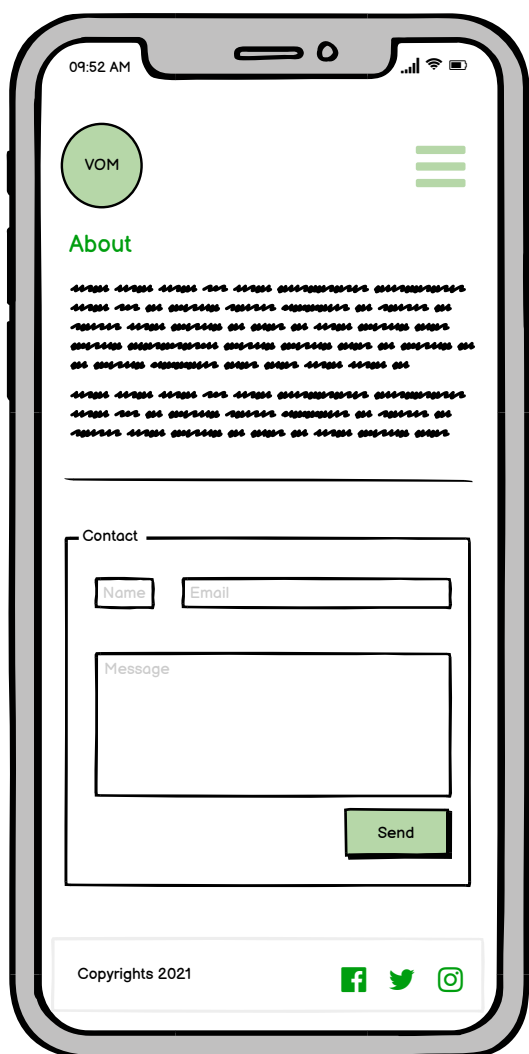 09:52 AM
VOM
About
Contact
Name Email
Message
Send
Copyrights 2021